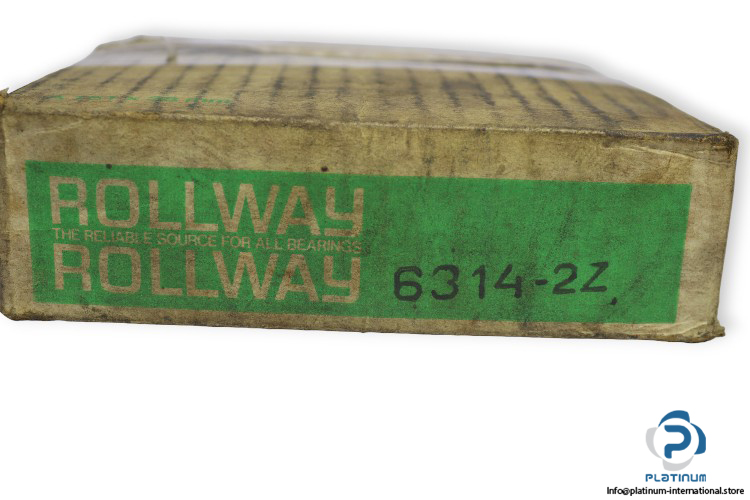 ROLLWAY
THE RELIABLE SOURCE FOR ALL BEARINGS
ROLLWAY
6314-2Z
PLATINUM
Info@platinum-international.store